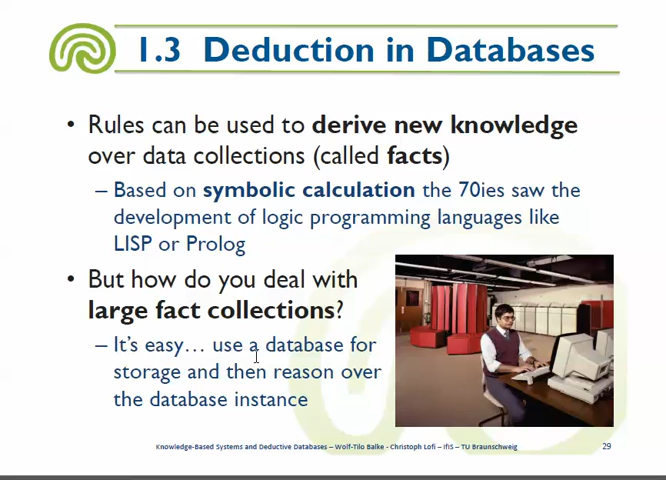 1.3 Deduction in Databases
• Rules can be used to derive new knowledge
over data collections (called facts)
– Based on symbolic calculation the 70ies saw the
development of logic programming languages like
LISP or Prolog
• But how do you deal with
large fact collections?
– It's easy… use a database for
storage and then reason over
the database instance
Knowledge-Based Systems and Deductive Databases – Wolf-Tilo Balke - Christoph Lofi – IfIS – TU Braunschweig 29